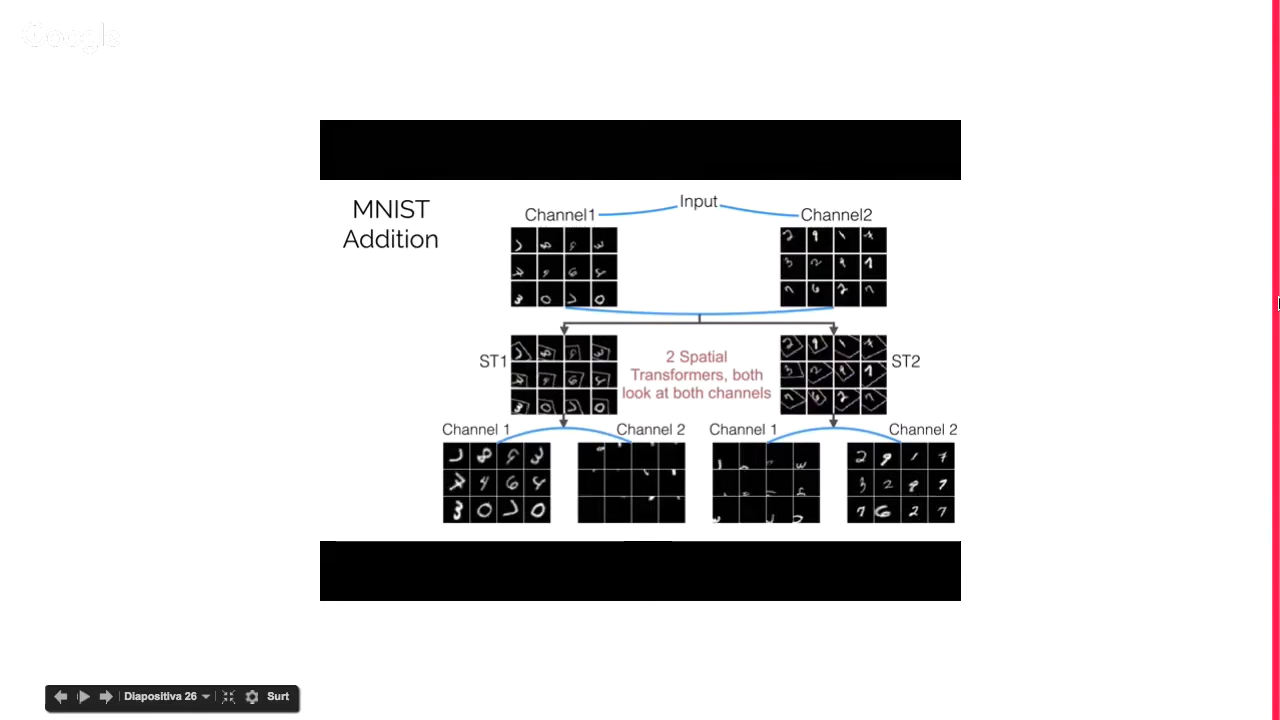 Google
MNIST
Addition
Input
Channel1
Channel2
ST1
2 Spatial
Transformers, both
look at both channels
ST2
Channel 1
Channel 2
Channel 1
Channel 2
Diapositiva 26
Surt